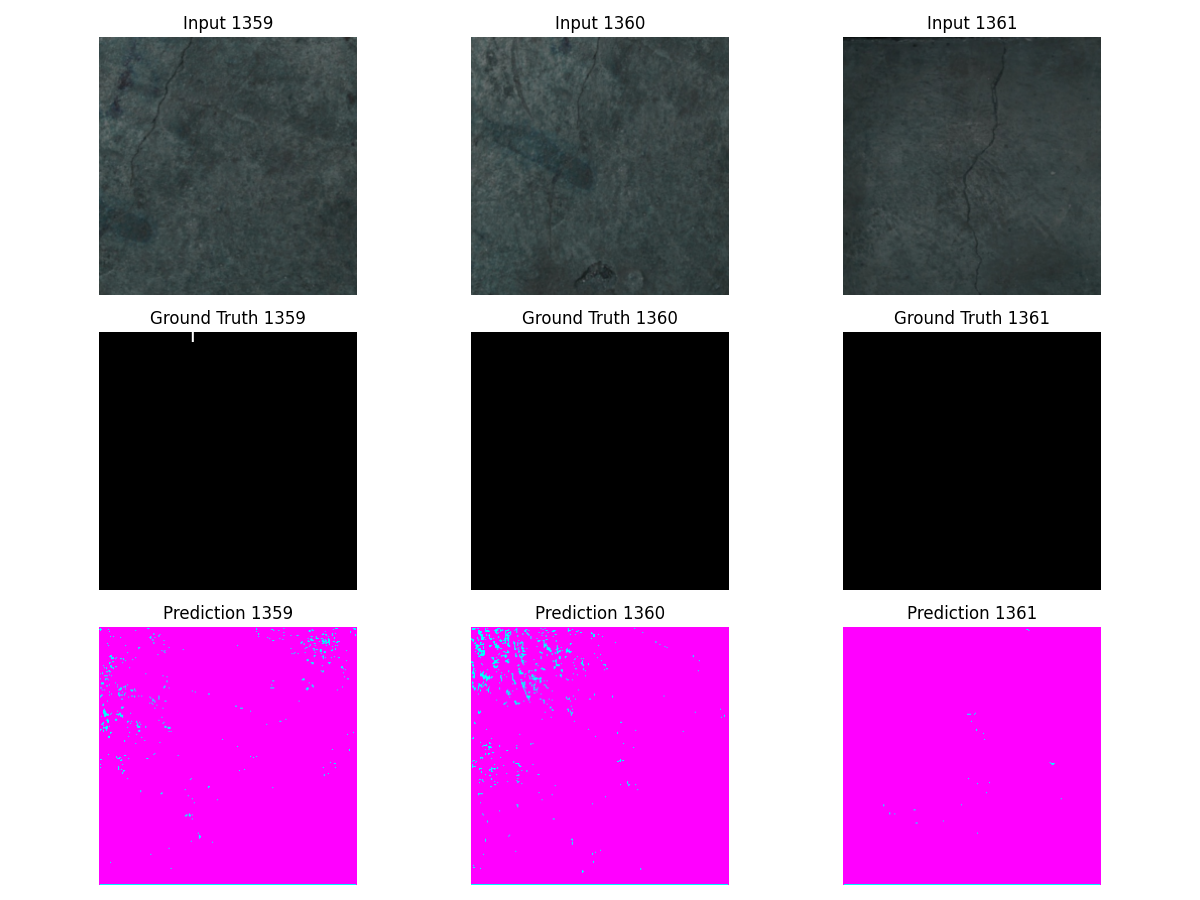 Input 1359
Input 1360
Input 1361
Ground Truth 1359
Ground Truth 1360
Ground Truth 1361
Prediction 1359
Prediction 1360
Prediction 1361